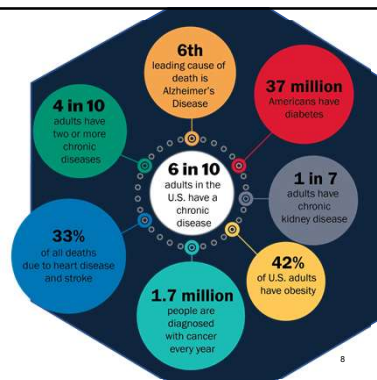 6th
leading cause of
death is
Alzheimer's
Disease
37 million
Americans have
diabetes
4 in 10
adults have
two or more
chronic
diseases
6 in 10
adults in the
U.S. have a
chronic
disease
1 in 7
adults have
chronic
kidney disease
33%
of all deaths
due to heart disease
and stroke
42%
of U.S. adults
have obesity
1.7 million
people are
diagnosed
with cancer
every year
8